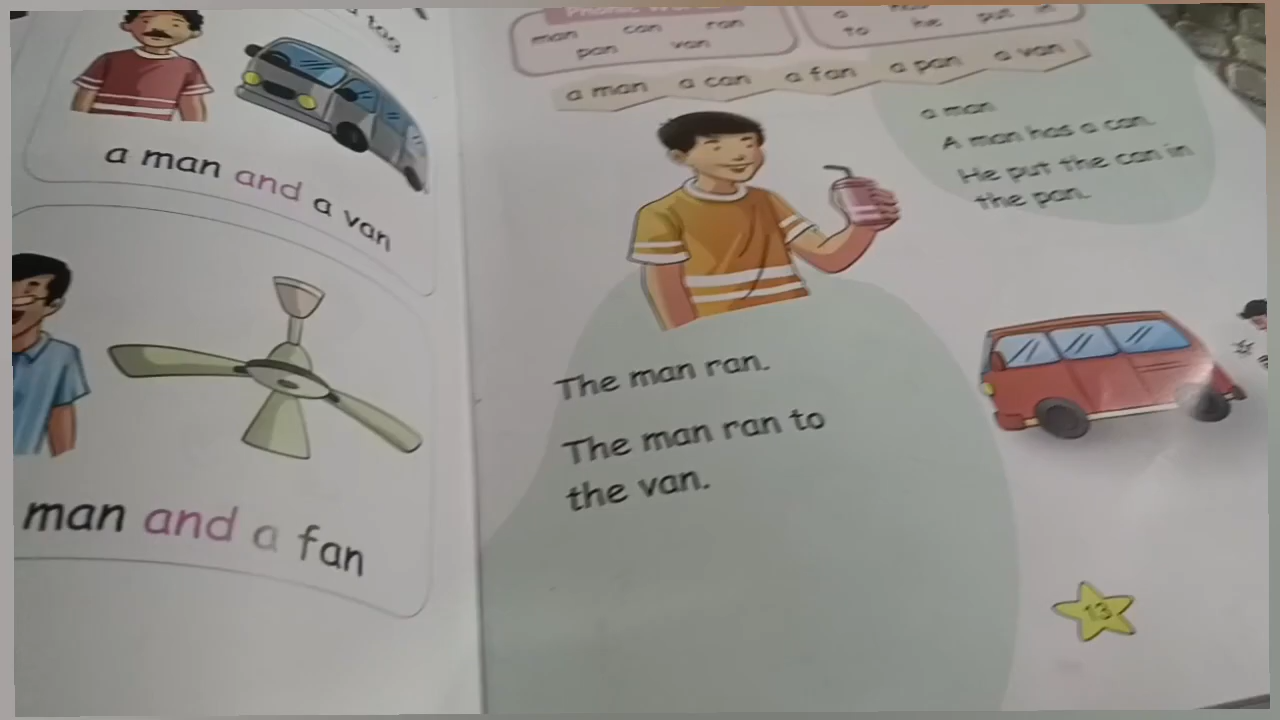 a man and a van
man and a fan
man can ran
pan van
to he put in
a man a can a fan a pan a van
a man
A man has a can.
He put the can in
the pan.
The man ran.
The man ran to
the van.
13